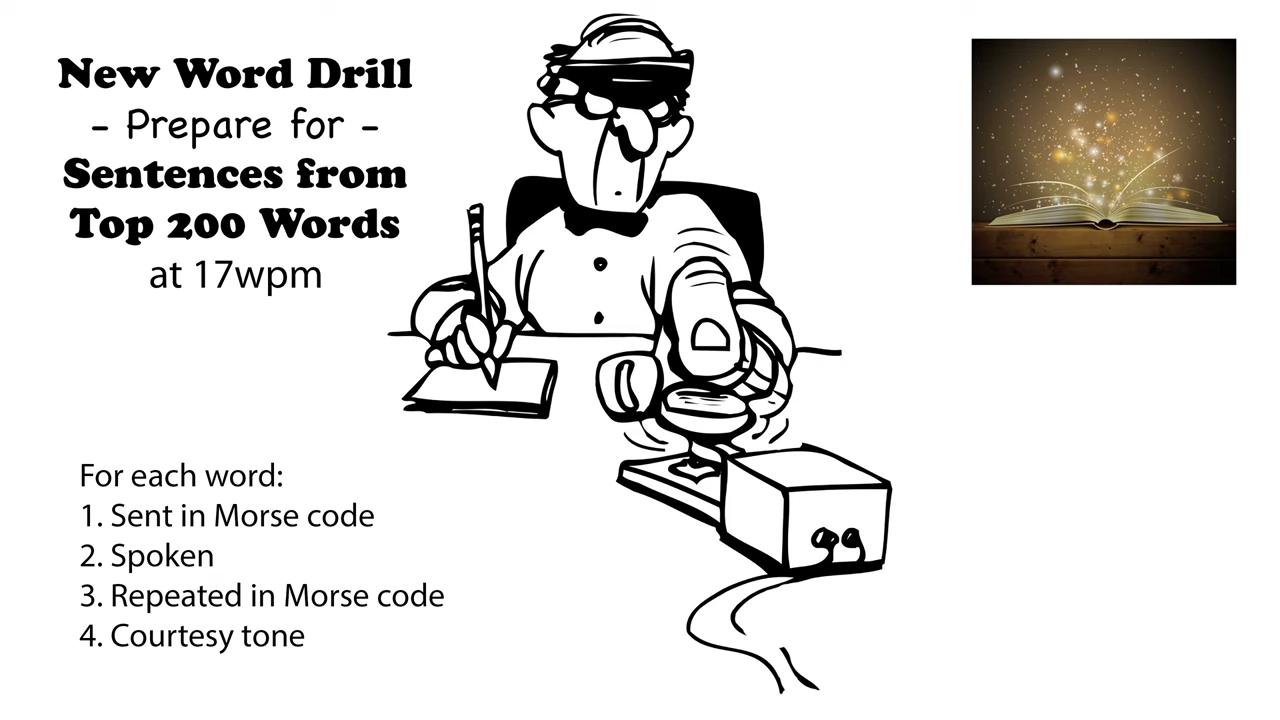 New Word Drill
- Prepare for -
Sentences from
Top 200 Words
at 17wpm
For each word:
1. Sent in Morse code
2. Spoken
3. Repeated in Morse code
4. Courtesy tone